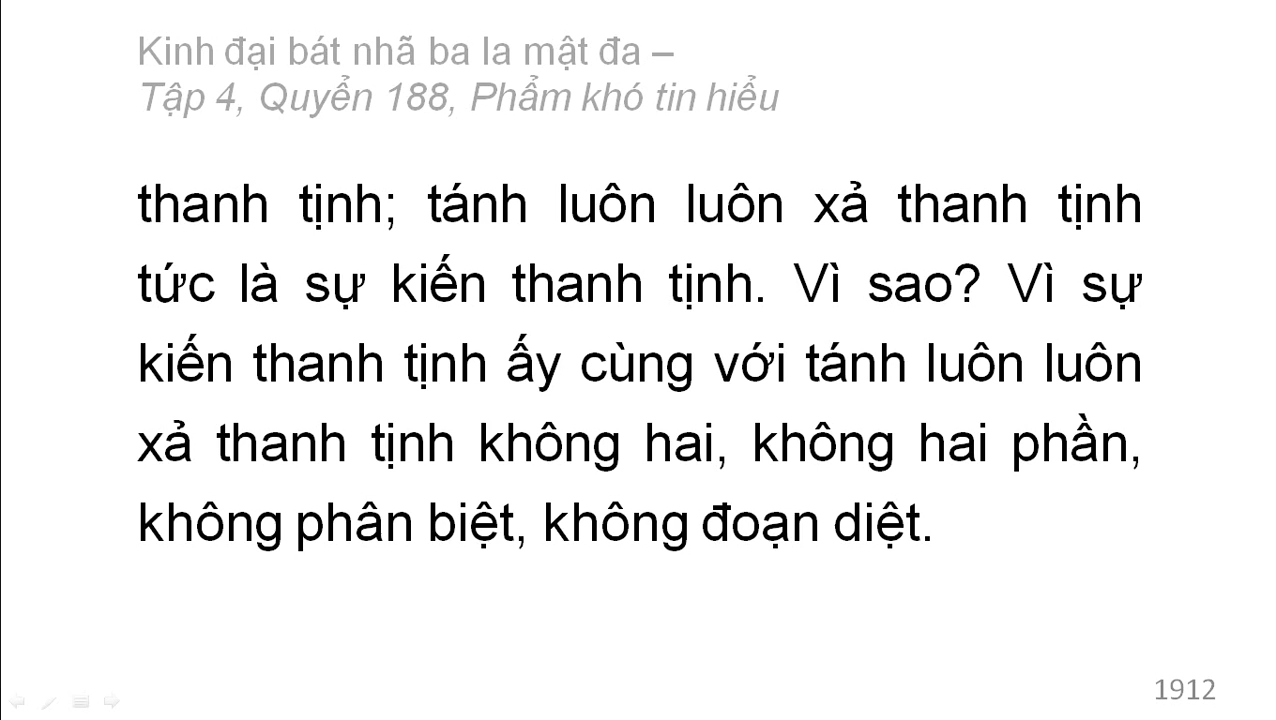 Kinh đại bát nhã ba la mật đa –
Tập 4, Quyển 188, Phẩm khó tin hiểu
thanh tịnh; tánh luôn luôn xả thanh tịnh
tức là sự kiến thanh tịnh. Vì sao? Vì sự
kiến thanh tịnh ấy cùng với tánh luôn luôn
xả thanh tịnh không hai, không hai phần,
không phân biệt, không đoạn diệt.
1912